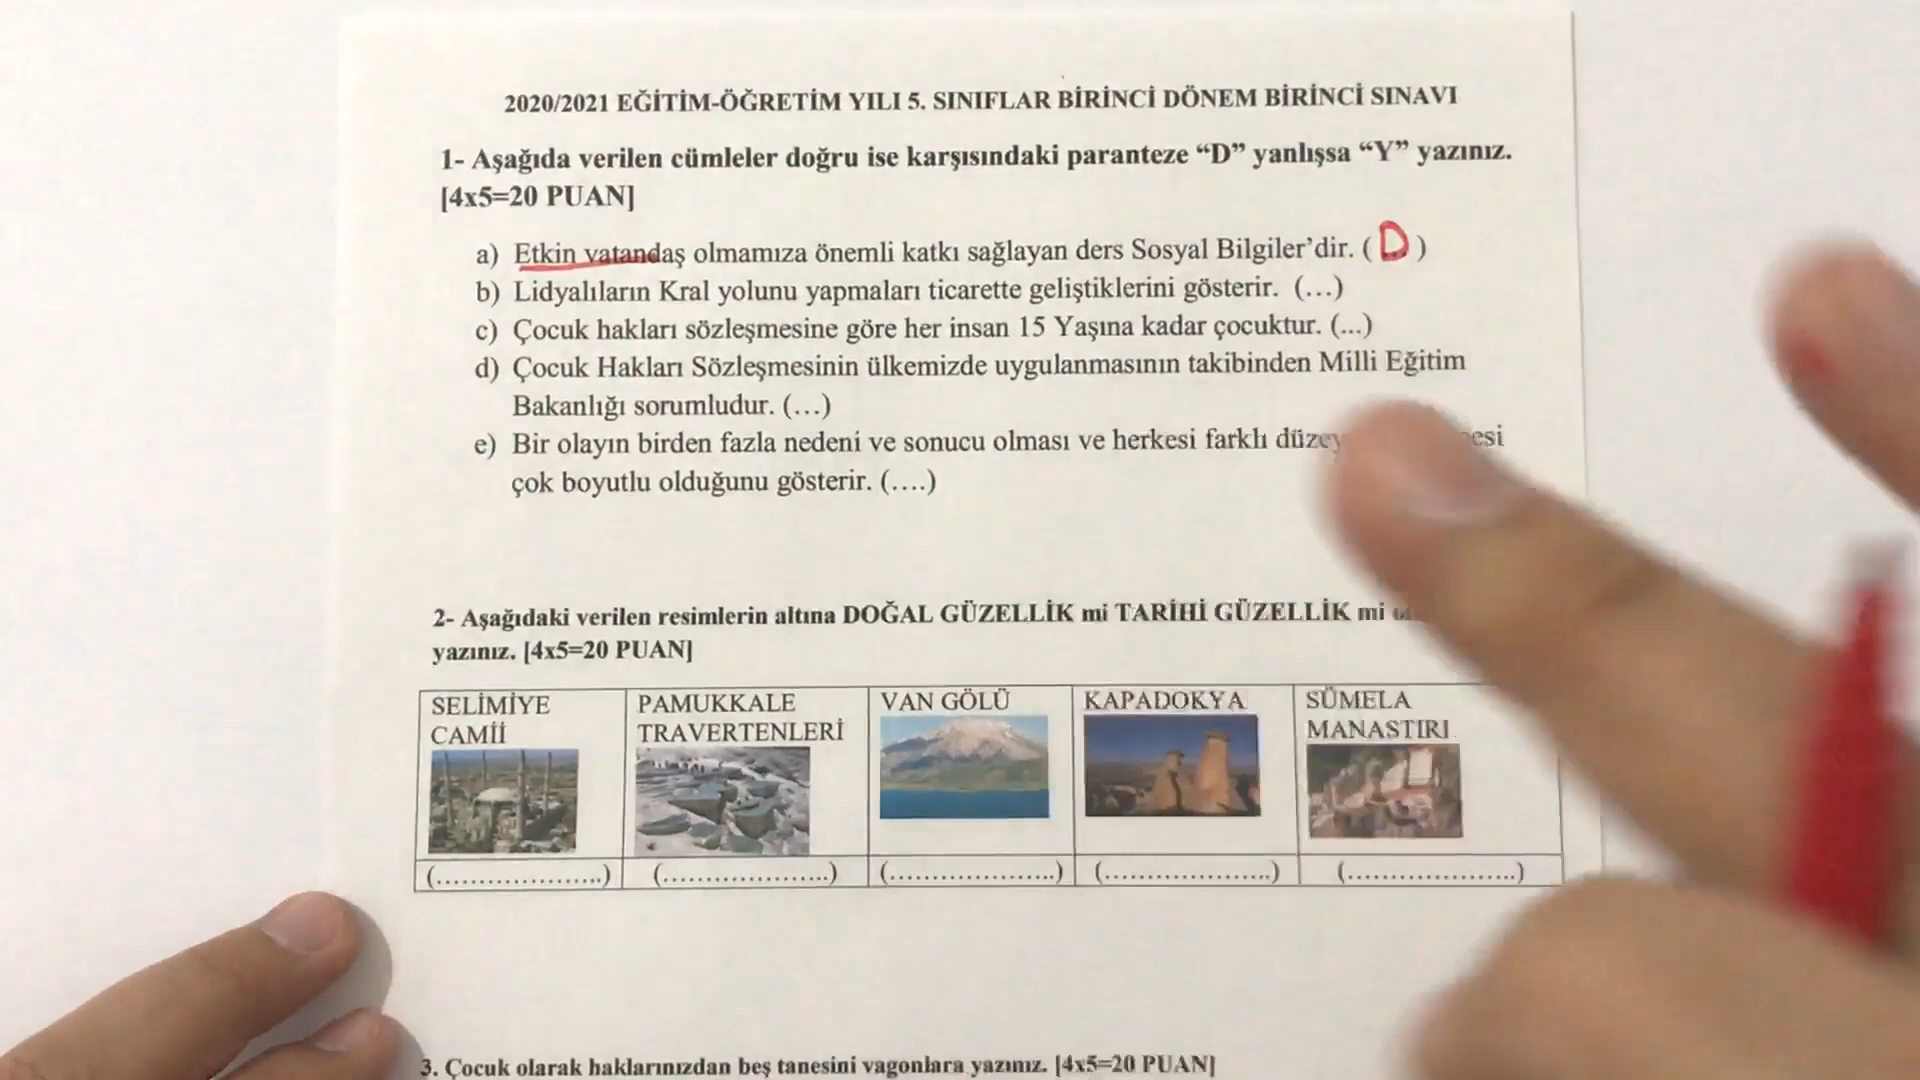 2020/2021 EĞİTİM-ÖĞRETİM YILI 5. SINIFLAR BİRİNCİ DÖNEM BİRİNCİ SINAVI
1- Aşağıda verilen cümleler doğru ise karşısındaki paranteze “D” yanlışsa “Y” yazınız.
[4x5=20 PUAN]
a) Etkin vatandaş olmamıza önemli katkı sağlayan ders Sosyal Bilgiler’dir. (D)
b) Lidyalıların Kral yolunu yapmaları ticarette geliştiklerini gösterir. (…)
c) Çocuk hakları sözleşmesine göre her insan 15 Yaşına kadar çocuktur. (...)
d) Çocuk Hakları Sözleşmesinin ülkemizde uygulanmasının takibinden Milli Eğitim
Bakanlığı sorumludur. (…)
e) Bir olayın birden fazla nedeni ve sonucu olması ve herkesi farklı
çok boyutlu olduğunu gösterir. (….)
2- Aşağıdaki verilen resimlerin altına DOĞAL GÜZELLİK mi TARİHİ GÜZELLİK mi
yazınız. [4x5=20 PUAN]
SELİMİYE CAMİİ
PAMUKKALE TRAVERTENLERİ
VAN GÖLÜ
KAPADOKYA
SÜMELA MANASTIRI
(....................) (....................) (....................) (....................) (....................)
3. Çocuk olarak haklarınızdan beş tanesini vagonlara yazınız. [4x5=20 PUAN]